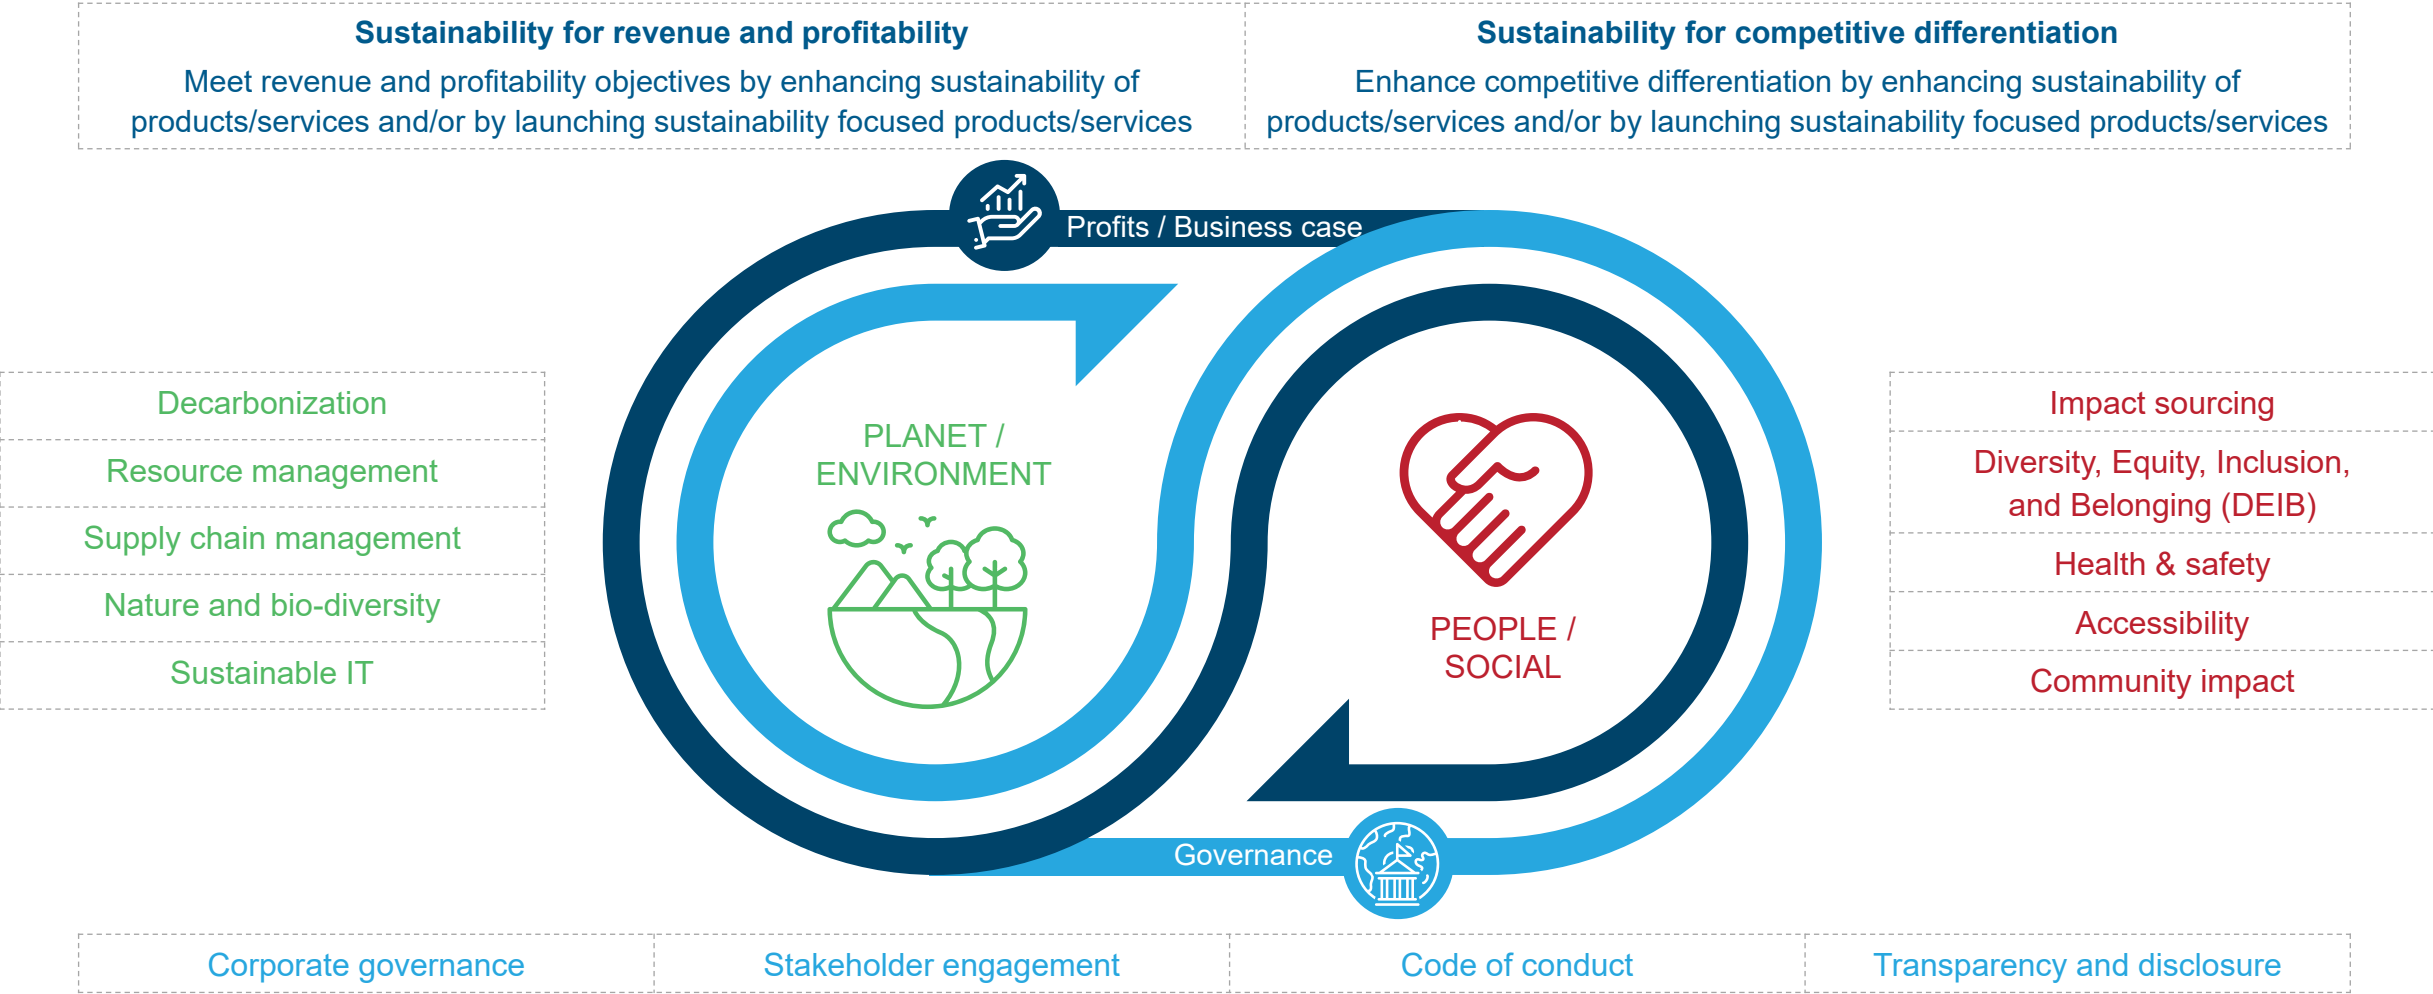 Sustainability for revenue and profitability
Meet revenue and profitability objectives by enhancing sustainability of
products/services and/or by launching sustainability focused products/services
Sustainability for competitive differentiation
Enhance competitive differentiation by enhancing sustainability of
products/services and/or by launching sustainability focused products/services
Profits / Business case
Decarbonization
Resource management
Supply chain management
Nature and bio-diversity
Sustainable IT
PLANET /
ENVIRONMENT
PEOPLE /
SOCIAL
Impact sourcing
Diversity, Equity, Inclusion,
and Belonging (DEIB)
Health & safety
Accessibility
Community impact
Governance
Corporate governance
Stakeholder engagement
Code of conduct
Transparency and disclosure